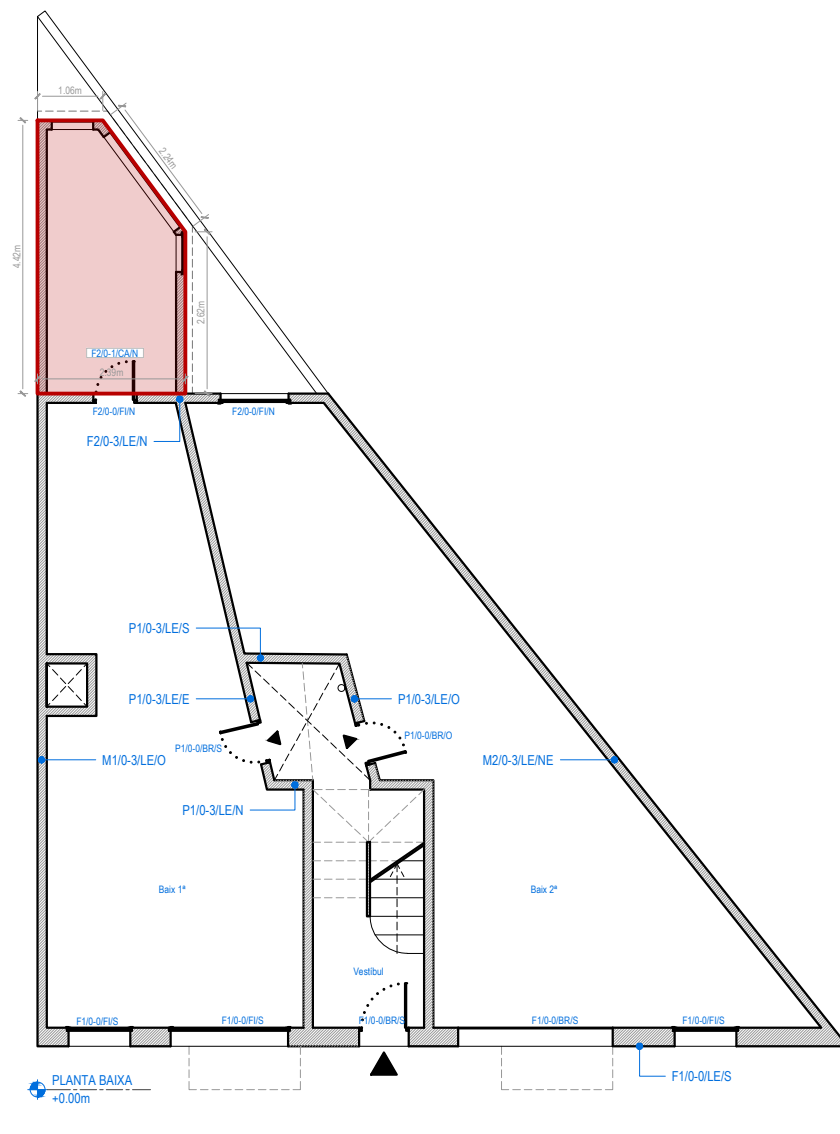 1.06m
2.24m
4.42m
2.62m
F2/0-1/CA/N
2.39m
F2/0-0/FI/N
F2/0-0/FI/N
F2/0-3/LE/N
P1/0-3/LE/S
P1/0-3/LE/E
P1/0-3/LE/O
P1/0-0/BR/S
P1/0-0/BR/O
M1/0-3/LE/O
M2/0-3/LE/NE
P1/0-3/LE/N
Baix 1ª
Baix 2ª
Vestíbul
F1/0-0/FI/S
F1/0-0/FI/S
F1/0-0/BR/S
F1/0-0/BR/S
F1/0-0/FI/S
F1/0-0/LE/S
PLANTA BAIXA
+0.00m